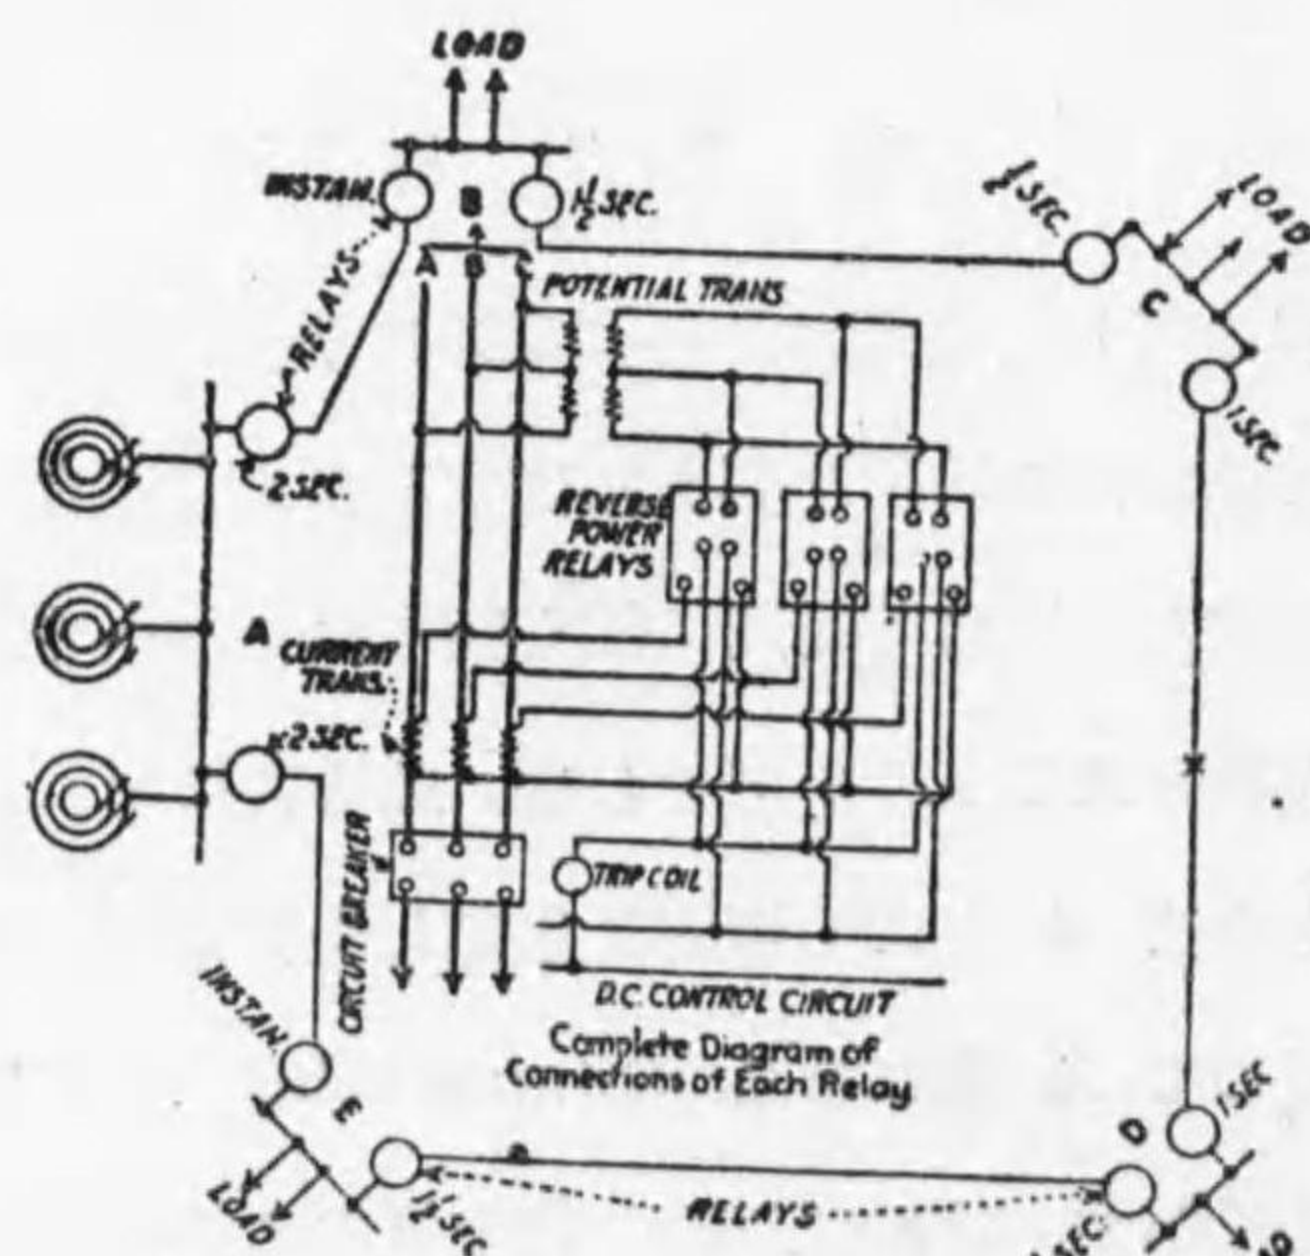 LOAD
INSTAN.
B
1½ SEC.
½ SEC.
LOAD
RELAYS
A B C
POTENTIAL TRANS
C
1 SEC.
2 SEC.
REVERSE
POWER
RELAYS
A
CURRENT
TRANS.
2 SEC.
CIRCUIT BREAKER
TRIP COIL
D.C. CONTROL CIRCUIT
INSTAN.
Complete Diagram of
Connections of Each Relay
E
D
1 SEC
LOAD
1½ SEC
RELAYS
SEC.